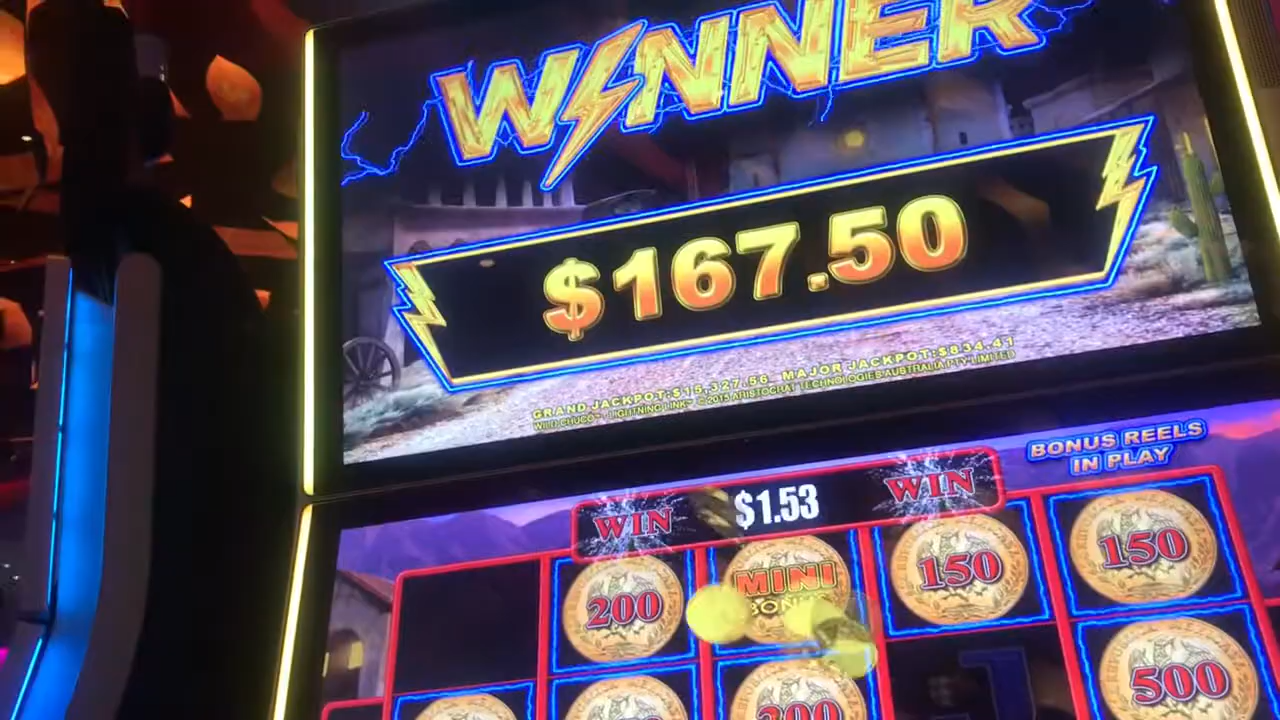 WINNER
$167.50
GRAND JACKPOT:$15,327.56 MAJOR JACKPOT:$834.41
WILD CHUCO™ LIGHTNING LINK™ ©2015 ARISTOCRAT TECHNOLOGIES AUSTRALIA PTY LIMITED
BONUS REELS
IN PLAY
WIN $1.53 WIN
200 MINI 150 150
BONUS
500